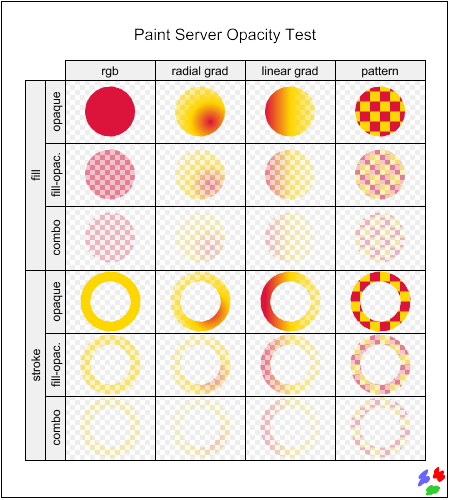 Paint Server Opacity Test
rgb radial grad linear grad pattern
fill
opaque
fill-opac.
combo
stroke
opaque
fill-opac.
combo